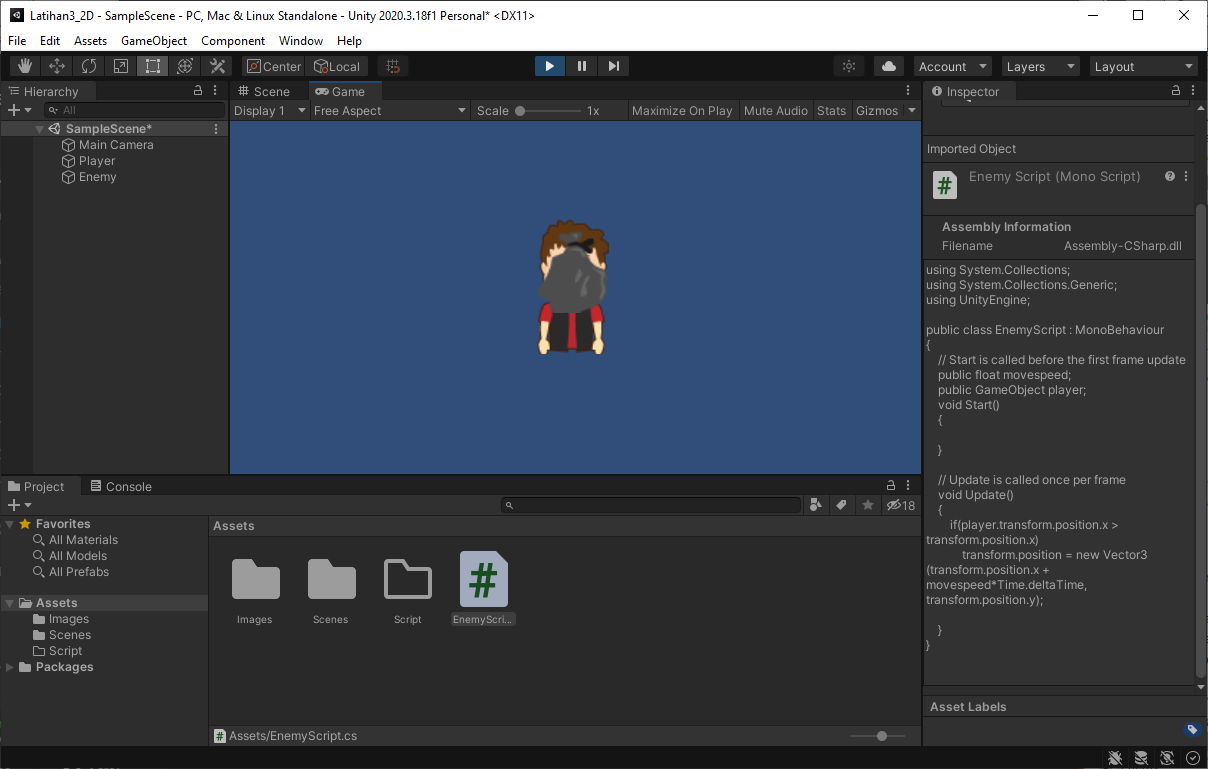 Latihan3_2D - SampleScene - PC, Mac & Linux Standalone - Unity 2020.3.18f1 Personal* <DX11>
File Edit Assets GameObject Component Window Help
Center Local Account Layers Layout
Hierarchy
All
SampleScene*
Main Camera
Player
Enemy
Scene Game
Display 1 Free Aspect Scale 1x Maximize On Play Mute Audio Stats Gizmos
Inspector
Imported Object
Enemy Script (Mono Script)
Assembly Information
Filename Assembly-CSharp.dll
using System.Collections;
using System.Collections.Generic;
using UnityEngine;
public class EnemyScript : MonoBehaviour
{
// Start is called before the first frame update
public float movespeed;
public GameObject player;
void Start()
{
}
// Update is called once per frame
void Update()
{
if(player.transform.position.x >
transform.position.x)
transform.position = new Vector3
(transform.position.x +
movespeed*Time.deltaTime,
transform.position.y);
}
}
Asset Labels
Project Console
18
Favorites
All Materials
All Models
All Prefabs
Assets
Images
Scenes
Script
Packages
Assets
Images Scenes Script EnemyScri...
Assets/EnemyScript.cs